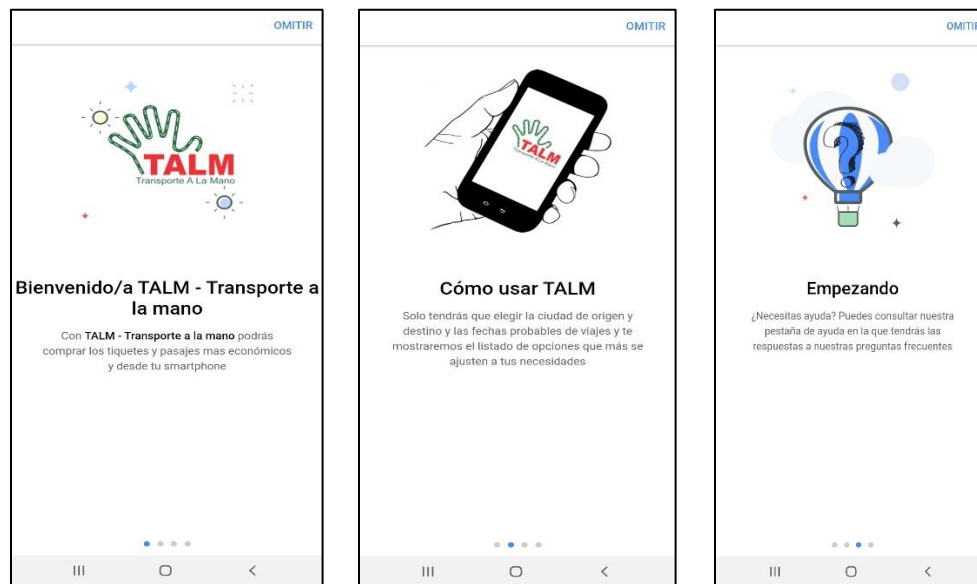 OMITIR
TALM
Transporte A La Mano
Bienvenido/a TALM - Transporte a
la mano
Con TALM - Transporte a la mano podrás
comprar los tiquetes y pasajes mas económicos
y desde tu smartphone
OMITIR
TALM
Transporte A La Mano
Cómo usar TALM
Solo tendrás que elegir la ciudad de origen y
destino y las fechas probables de viajes y te
mostraremos el listado de opciones que más se
ajusten a tus necesidades
OMITIR
?
Empezando
¿Necesitas ayuda? Puedes consultar nuestra
pestaña de ayuda en la que tendrás las
respuestas a nuestras preguntas frecuentes